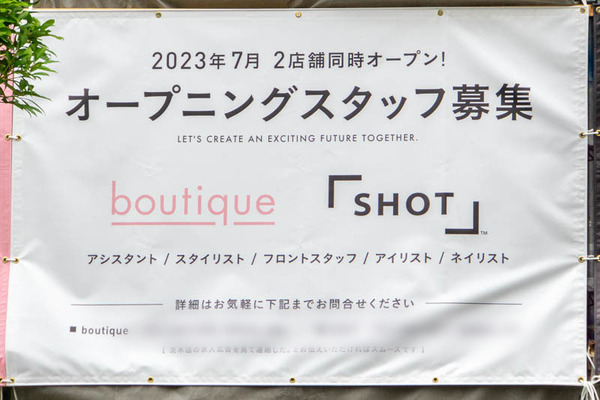 2023年7月 2店舗同時オープン!
オープニングスタッフ募集
LET'S CREATE AN EXCITING FUTURE TOGETHER.
boutique
「SHOT」™
アシスタント / スタイリスト / フロントスタッフ / アイリスト / ネイリスト
詳細はお気軽に下記までお問合せください
■ boutique